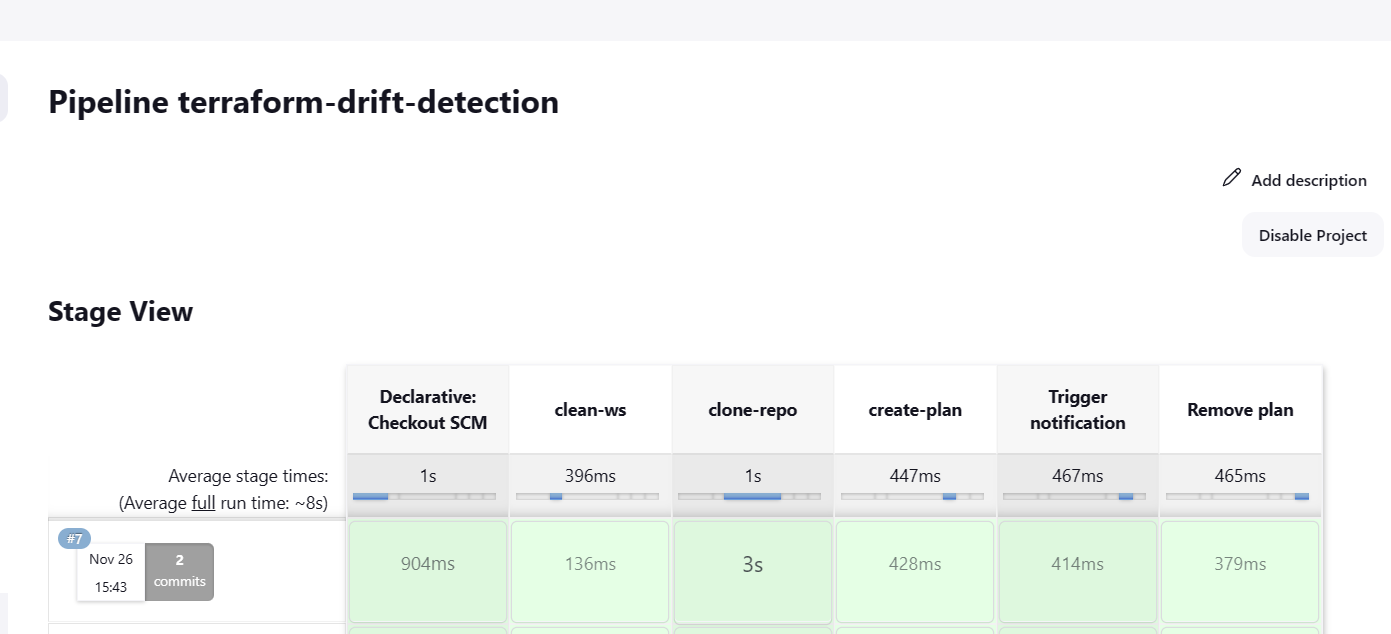 Pipeline terraform-drift-detection
Add description
Disable Project
Stage View
Declarative:
Checkout SCM
clean-ws
clone-repo
create-plan
Trigger
notification
Remove plan
Average stage times:
(Average full run time: ~8s)
1s
396ms
1s
447ms
467ms
465ms
#7
Nov 26
15:43
2
commits
904ms
136ms
3s
428ms
414ms
379ms